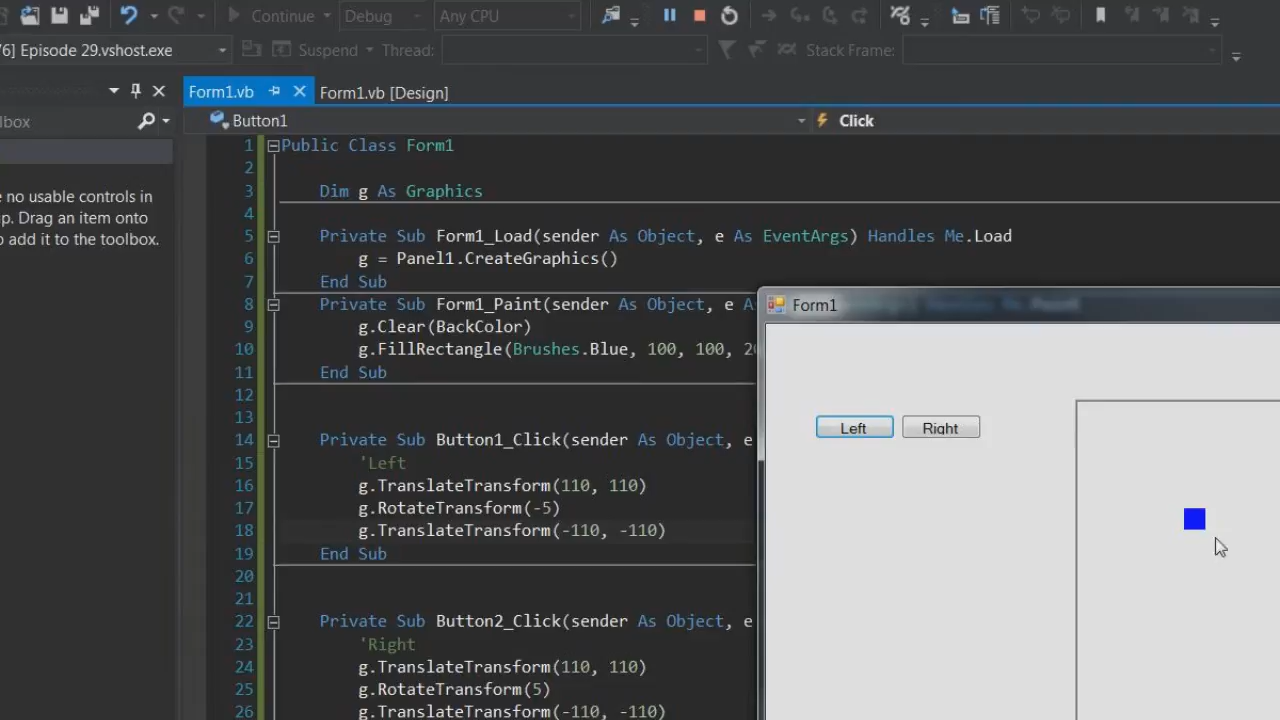 Continue
Debug
Any CPU
76] Episode 29.vshost.exe
Suspend
Thread:
Stack Frame:
Form1.vb
Form1.vb [Design]
lbox
Button1
Click
e no usable controls in
p. Drag an item onto
o add it to the toolbox.
1 Public Class Form1
2
3 Dim g As Graphics
4
5 Private Sub Form1_Load(sender As Object, e As EventArgs) Handles Me.Load
6 g = Panel1.CreateGraphics()
7 End Sub
8 Private Sub Form1_Paint(sender As Object, e A
9 g.Clear(BackColor)
10 g.FillRectangle(Brushes.Blue, 100, 100, 20
11 End Sub
12
13
14 Private Sub Button1_Click(sender As Object, e
15 'Left
16 g.TranslateTransform(110, 110)
17 g.RotateTransform(-5)
18 g.TranslateTransform(-110, -110)
19 End Sub
20
21
22 Private Sub Button2_Click(sender As Object, e
23 'Right
24 g.TranslateTransform(110, 110)
25 g.RotateTransform(5)
26 g.TranslateTransform(-110, -110)
Form1
Left
Right